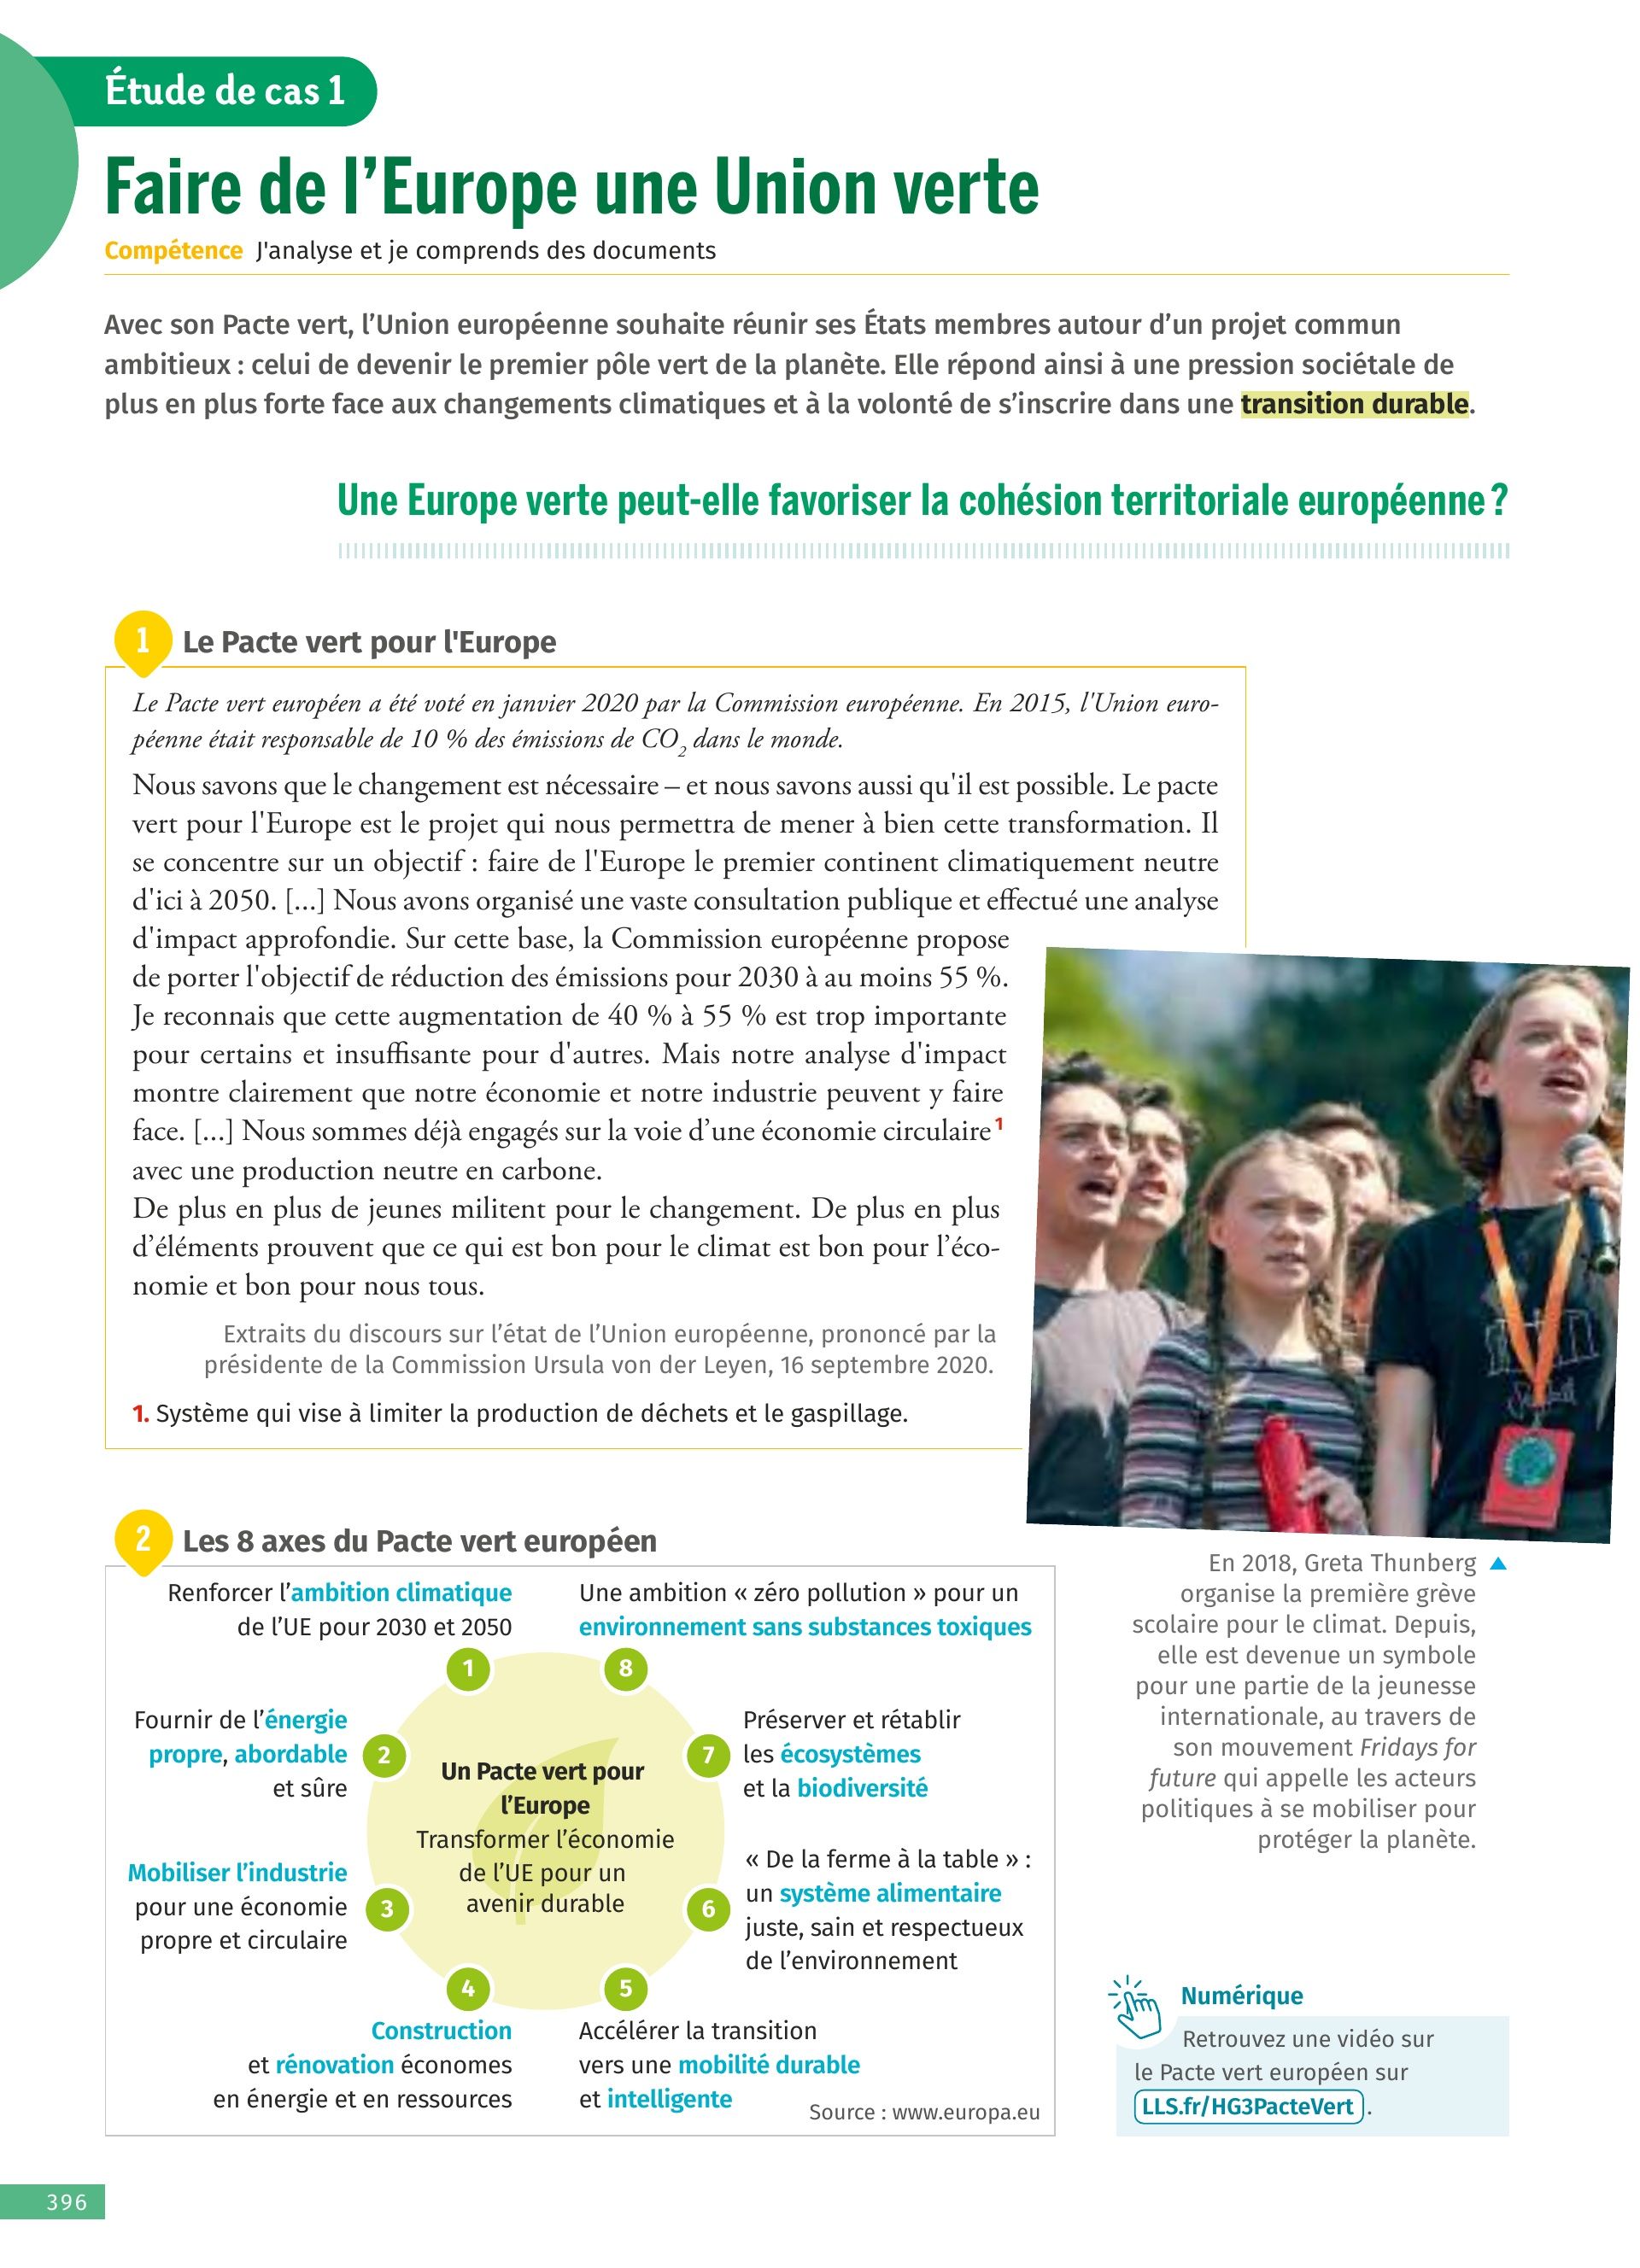 Étude de cas 1
Faire de l’Europe une Union verte
Compétence J'analyse et je comprends des documents
Avec son Pacte vert, l’Union européenne souhaite réunir ses États membres autour d’un projet commun
ambitieux : celui de devenir le premier pôle vert de la planète. Elle répond ainsi à une pression sociétale de
plus en plus forte face aux changements climatiques et à la volonté de s’inscrire dans une transition durable.
Une Europe verte peut-elle favoriser la cohésion territoriale européenne ?
1 Le Pacte vert pour l'Europe
Le Pacte vert européen a été voté en janvier 2020 par la Commission européenne. En 2015, l'Union euro-
péenne était responsable de 10 % des émissions de CO₂ dans le monde.
Nous savons que le changement est nécessaire – et nous savons aussi qu'il est possible. Le pacte
vert pour l'Europe est le projet qui nous permettra de mener à bien cette transformation. Il
se concentre sur un objectif : faire de l'Europe le premier continent climatiquement neutre
d'ici à 2050. [...] Nous avons organisé une vaste consultation publique et effectué une analyse
d'impact approfondie. Sur cette base, la Commission européenne propose
de porter l'objectif de réduction des émissions pour 2030 à au moins 55 %.
Je reconnais que cette augmentation de 40 % à 55 % est trop importante
pour certains et insuffisante pour d'autres. Mais notre analyse d'impact
montre clairement que notre économie et notre industrie peuvent y faire
face. [...] Nous sommes déjà engagés sur la voie d’une économie circulaire¹
avec une production neutre en carbone.
De plus en plus de jeunes militent pour le changement. De plus en plus
d’éléments prouvent que ce qui est bon pour le climat est bon pour l’éco-
nomie et bon pour nous tous.
Extraits du discours sur l’état de l’Union européenne, prononcé par la
présidente de la Commission Ursula von der Leyen, 16 septembre 2020.
1. Système qui vise à limiter la production de déchets et le gaspillage.
En 2018, Greta Thunberg
organise la première grève
scolaire pour le climat. Depuis,
elle est devenue un symbole
pour une partie de la jeunesse
internationale, au travers de
son mouvement Fridays for
future qui appelle les acteurs
politiques à se mobiliser pour
protéger la planète.
2 Les 8 axes du Pacte vert européen
Un Pacte vert pour
l’Europe
Transformer l’économie
de l’UE pour un
avenir durable
1
Renforcer l’ambition climatique
de l’UE pour 2030 et 2050
2
Fournir de l’énergie
propre, abordable
et sûre
3
Mobiliser l’industrie
pour une économie
propre et circulaire
4
Construction
et rénovation économes
en énergie et en ressources
5
Accélérer la transition
vers une mobilité durable
et intelligente
6
« De la ferme à la table » :
un système alimentaire
juste, sain et respectueux
de l’environnement
7
Préserver et rétablir
les écosystèmes
et la biodiversité
8
Une ambition « zéro pollution » pour un
environnement sans substances toxiques
Source : www.europa.eu
Numérique
Retrouvez une vidéo sur
le Pacte vert européen sur
LLS.fr/HG3PacteVert .
396